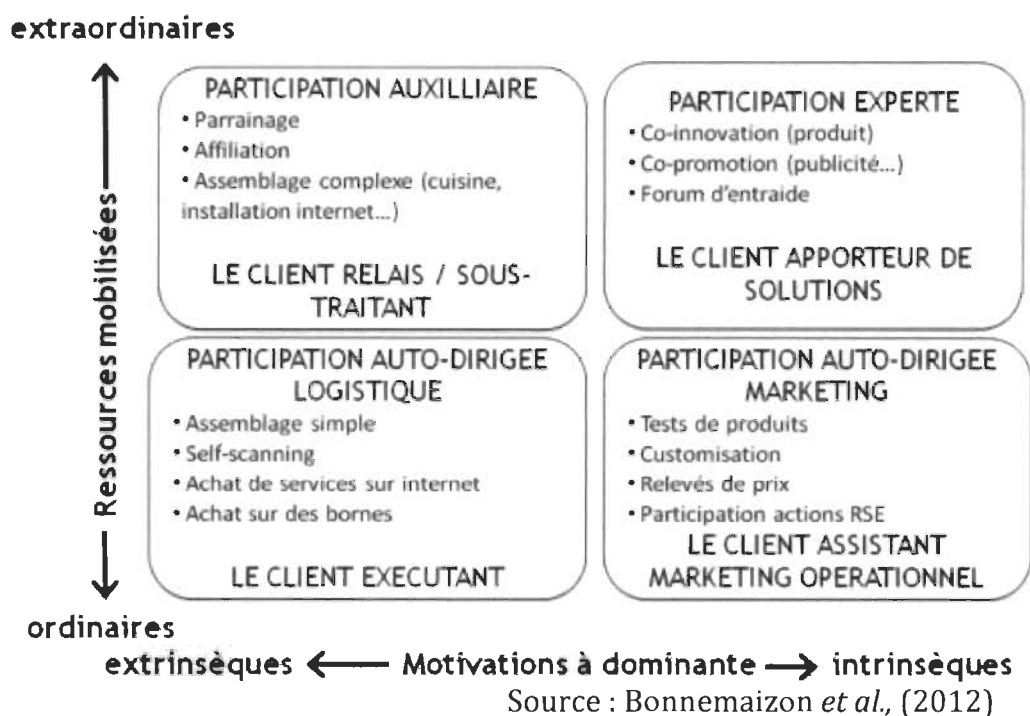 extraordinaires
Ressources mobilisées
PARTICIPATION AUXILLIAIRE
• Parrainage
• Affiliation
• Assemblage complexe (cuisine,
installation internet...)
LE CLIENT RELAIS / SOUS-
TRAITANT
PARTICIPATION EXPERTE
• Co-innovation (produit)
• Co-promotion (publicité...)
• Forum d'entraide
LE CLIENT APPORTEUR DE
SOLUTIONS
PARTICIPATION AUTO-DIRIGEE
LOGISTIQUE
• Assemblage simple
• Self-scanning
• Achat de services sur internet
• Achat sur des bornes
LE CLIENT EXECUTANT
PARTICIPATION AUTO-DIRIGEE
MARKETING
• Tests de produits
• Customisation
• Relevés de prix
• Participation actions RSE
LE CLIENT ASSISTANT
MARKETING OPERATIONNEL
ordinaires
extrinsèques Motivations à dominante intrinsèques
Source : Bonnemaizon et al., (2012)